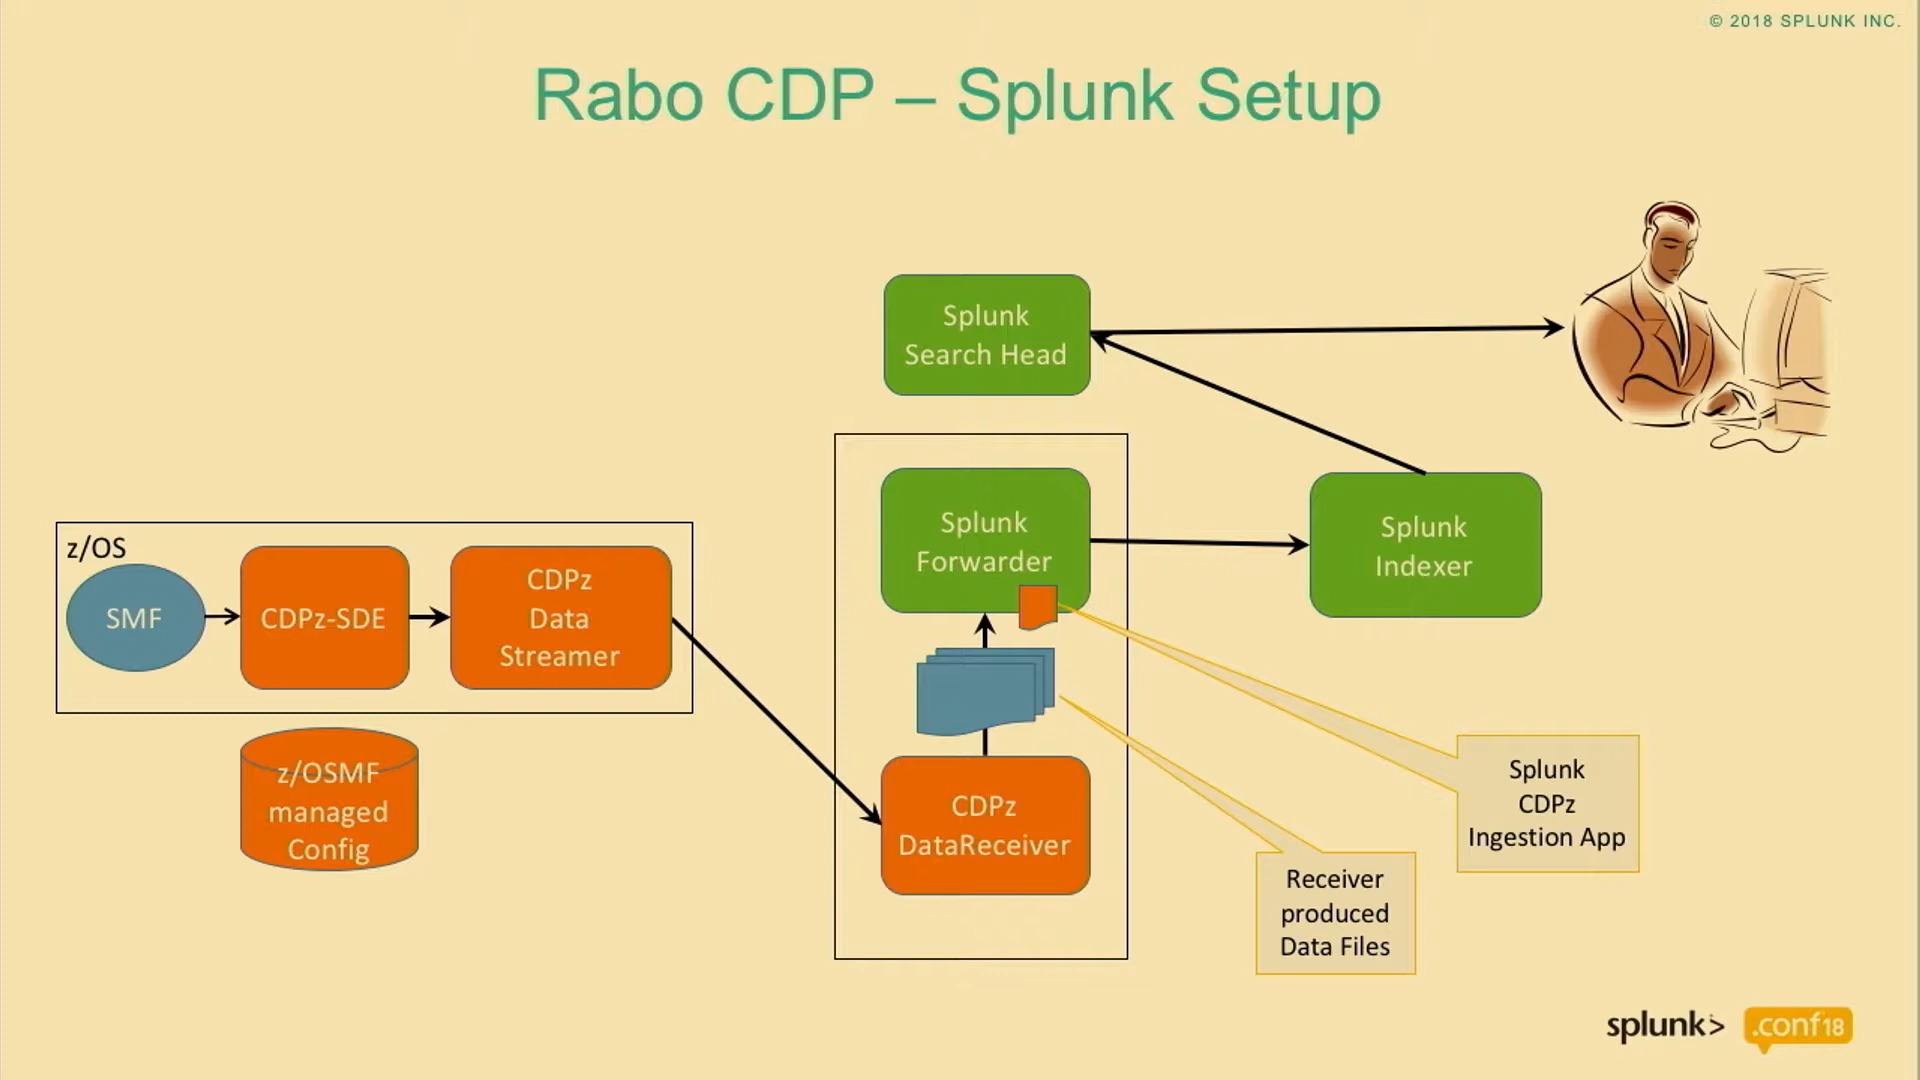 © 2018 SPLUNK INC.
Rabo CDP – Splunk Setup
Splunk
Search Head
Splunk
Forwarder
Splunk
Indexer
z/OS
SMF
CDPz-SDE
CDPz
Data
Streamer
z/OSMF
managed
Config
CDPz
DataReceiver
Splunk
CDPz
Ingestion App
Receiver
produced
Data Files
splunk>
.conf18